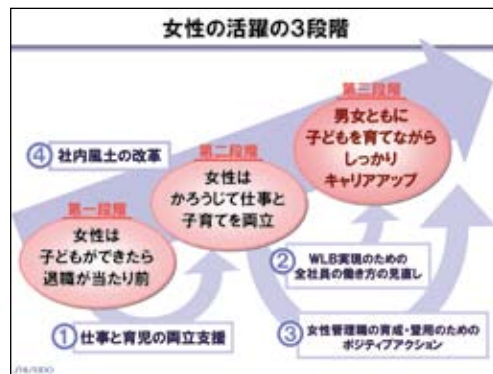 女性の活躍の3段階
第三段階
男女ともに
子どもを育てながら
しっかり
キャリアアップ
④ 社内風土の改革
第二段階
女性は
かろうじて仕事と
子育てを両立
第一段階
女性は
子どもができたら
退職が当たり前
② WLB実現のための
全社員の働き方の見直し
① 仕事と育児の両立支援
③ 女性管理職の育成・登用のための
ポジティブアクション
SHISEIDO